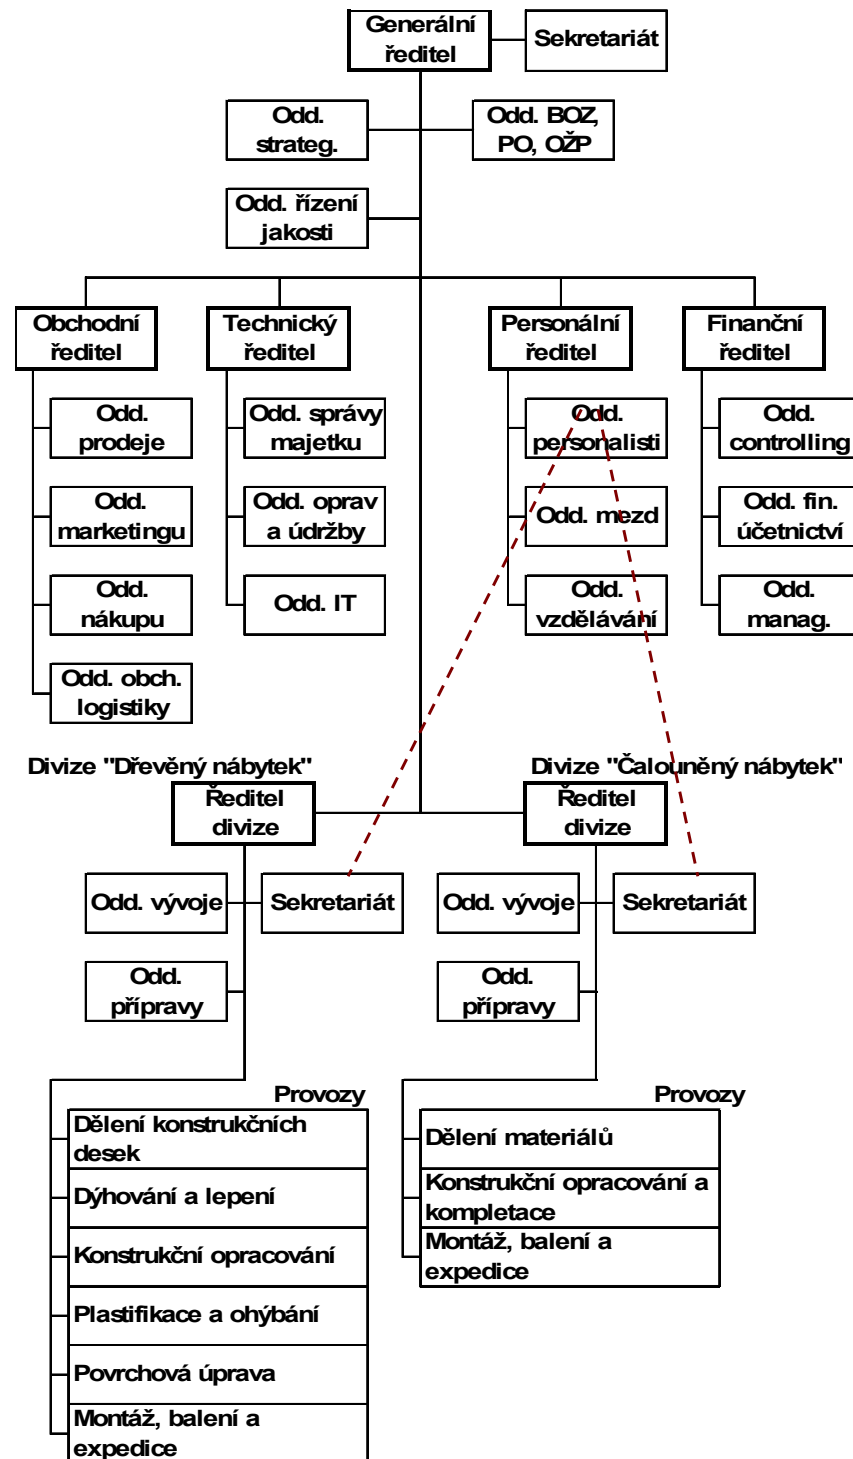 Generální
ředitel
Sekretariát
Odd.
strateg.
Odd. BOZ,
PO, OŽP
Odd. řízení
jakosti
Obchodní
ředitel
Technický
ředitel
Personální
ředitel
Finanční
ředitel
Odd.
prodeje
Odd. správy
majetku
Odd.
personalisti
Odd.
controlling
Odd.
marketingu
Odd. oprav
a údržby
Odd. mezd
Odd. fin.
účetnictví
Odd.
nákupu
Odd. IT
Odd.
vzdělávání
Odd.
manag.
Odd. obch.
logistiky
Divize "Dřevěný nábytek"
Divize "Čalouněný nábytek"
Ředitel
divize
Ředitel
divize
Odd. vývoje
Sekretariát
Odd. vývoje
Sekretariát
Odd.
přípravy
Odd.
přípravy
Provozy
Dělení konstrukčních
desek
Dýhování a lepení
Konstrukční opracování
Plastifikace a ohýbání
Povrchová úprava
Montáž, balení a
expedice
Provozy
Dělení materiálů
Konstrukční opracování a
kompletace
Montáž, balení a
expedice